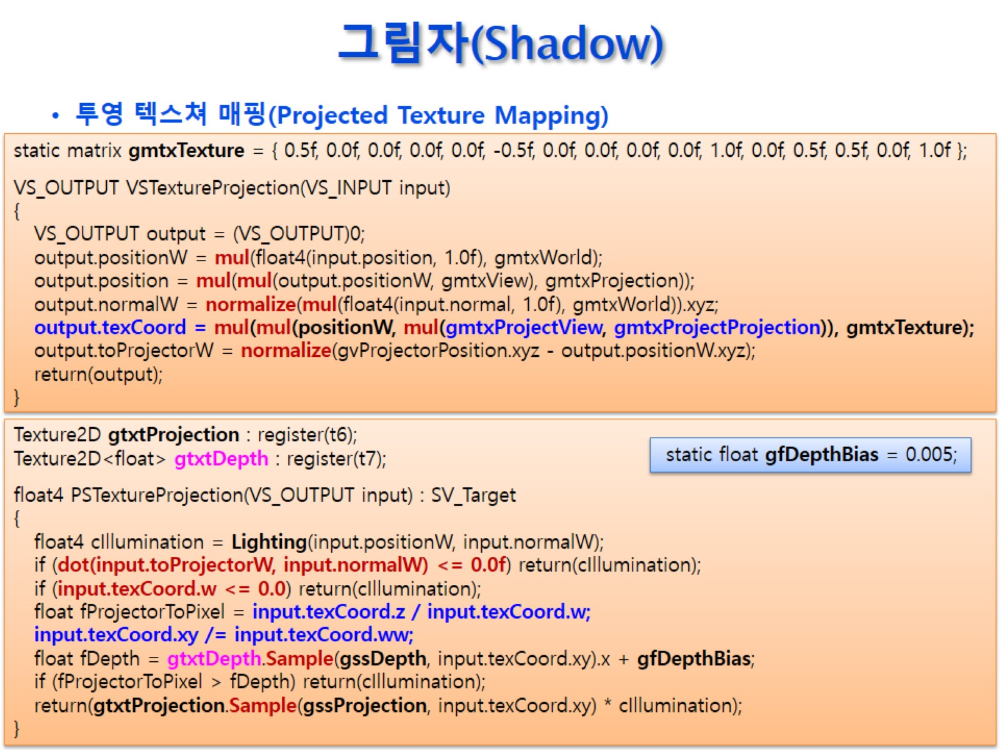 그림자(Shadow)
• 투영 텍스쳐 매핑(Projected Texture Mapping)
static matrix gmtxTexture = { 0.5f, 0.0f, 0.0f, 0.0f, 0.0f, -0.5f, 0.0f, 0.0f, 0.0f, 0.0f, 1.0f, 0.0f, 0.5f, 0.5f, 0.0f, 1.0f };
VS_OUTPUT VSTextureProjection(VS_INPUT input)
{
VS_OUTPUT output = (VS_OUTPUT)0;
output.positionW = mul(float4(input.position, 1.0f), gmtxWorld);
output.position = mul(mul(output.positionW, gmtxView), gmtxProjection));
output.normalW = normalize(mul(float4(input.normal, 1.0f), gmtxWorld)).xyz;
output.texCoord = mul(mul(positionW, mul(gmtxProjectView, gmtxProjectProjection)), gmtxTexture);
output.toProjectorW = normalize(gvProjectorPosition.xyz - output.positionW.xyz);
return(output);
}
Texture2D gtxtProjection : register(t6);
Texture2D<float> gtxtDepth : register(t7);
static float gfDepthBias = 0.005;
float4 PSTextureProjection(VS_OUTPUT input) : SV_Target
{
float4 cIllumination = Lighting(input.positionW, input.normalW);
if (dot(input.toProjectorW, input.normalW) <= 0.0f) return(cIllumination);
if (input.texCoord.w <= 0.0) return(cIllumination);
float fProjectorToPixel = input.texCoord.z / input.texCoord.w;
input.texCoord.xy /= input.texCoord.ww;
float fDepth = gtxtDepth.Sample(gssDepth, input.texCoord.xy).x + gfDepthBias;
if (fProjectorToPixel > fDepth) return(cIllumination);
return(gtxtProjection.Sample(gssProjection, input.texCoord.xy) * cIllumination);
}